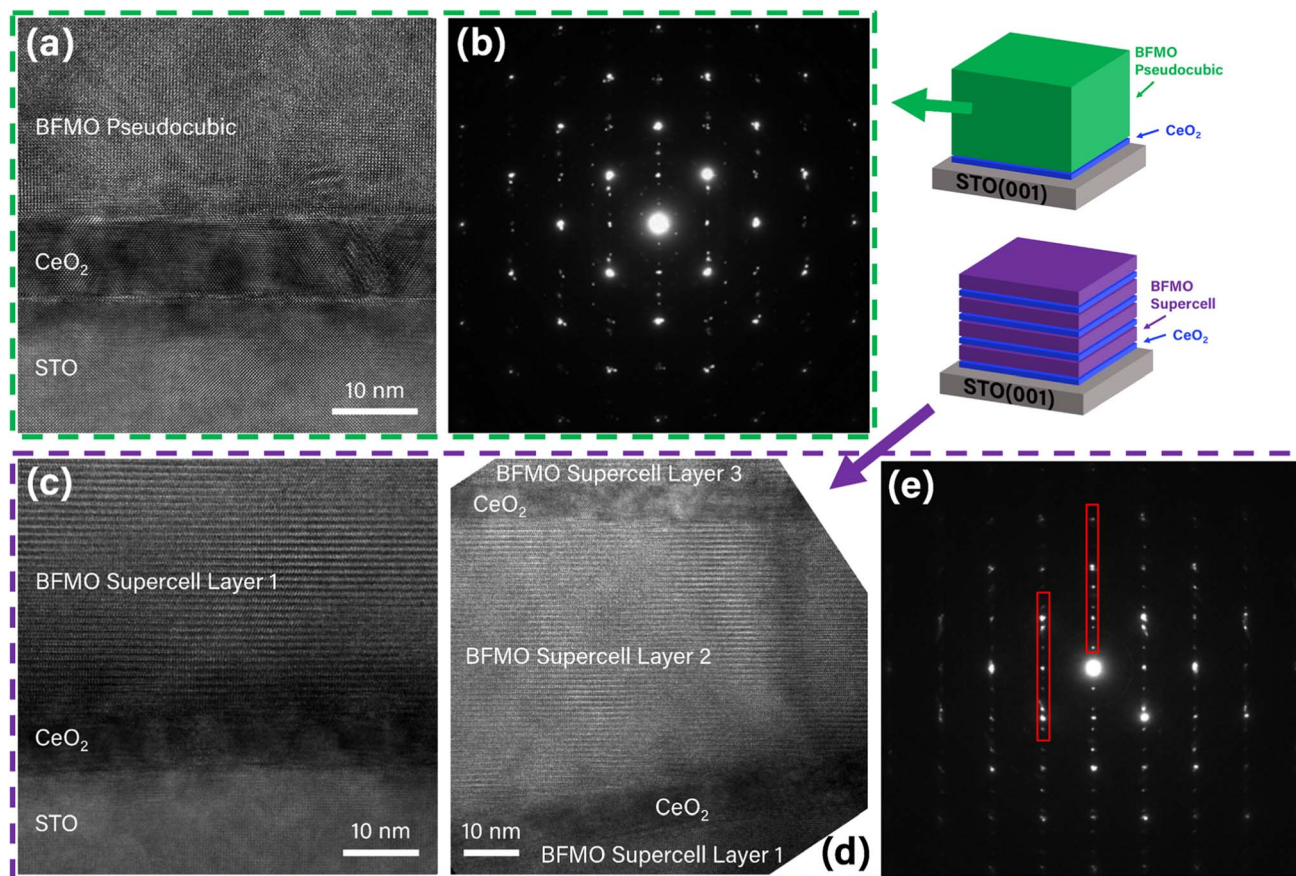 (a)
BFMO Pseudocubic
CeO₂
STO
10 nm
(b)
BFMO
Pseudocubic
CeO₂
STO(001)
BFMO
Supercell
CeO₂
STO(001)
(c)
BFMO Supercell Layer 1
CeO₂
STO
10 nm
BFMO Supercell Layer 3
CeO₂
BFMO Supercell Layer 2
CeO₂
10 nm
BFMO Supercell Layer 1
(d)
(e)